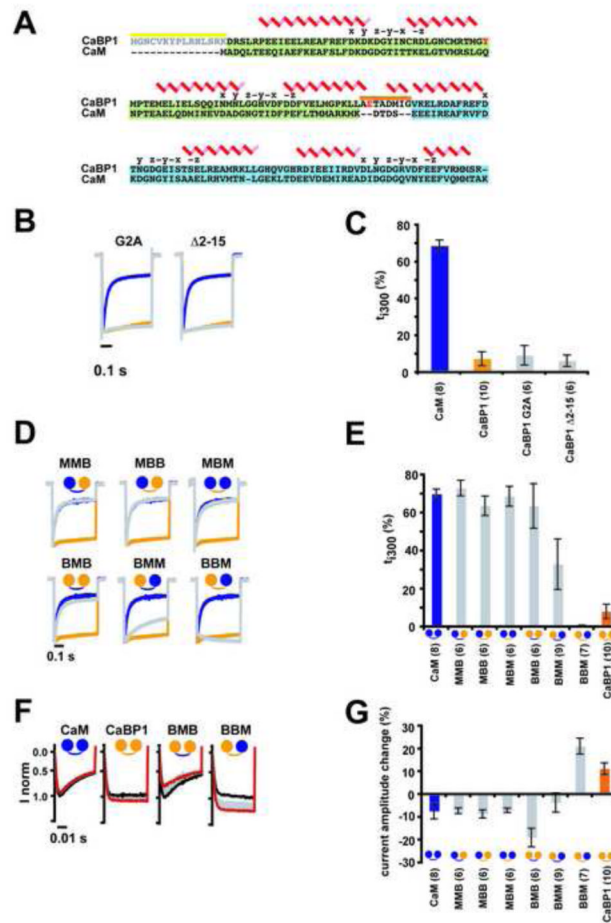 A
x y z-y-x -z
CaBP1 MGNCVKYPLRNLSRKDRSLRPEEIEELREAFREFDKDKDGYINCRDLGNCMRTMGY
CaM ---------------MADQLTEEQIAEFKEAFSLFDKDGDGTITTKELGTVMRSLGQ
x y z-y-x -z
CaBP1 MPTEMELIELSQQINMNLGGHVDFDDFVELMGPKLLAETADMIGVKELRDAFREFD
CaM NPTEAELQDMINEVDADGNGTIDFPEFLTMMARKMK--DTDS--EEEIREAFRVFD
x
y z-y-x -z
x y z-y-x -z
CaBP1 TNGDGEISTSELREAMRKLLGHQVGHRDIEEIIRDVDLNGDGRVDFEEFVRMMSR-
CaM KDGNGYISAAELRHVMTN-LGEKLTDEEVDEMIREADIDGDGQVNYEEFVQMMTAK
B
G2A Δ2-15
0.1 s
C
80
60
40
20
0
ti300 (%)
CaM (8)
CaBP1 (10)
CaBP1 G2A (6)
CaBP1 Δ2-15 (6)
D
MMB MBB MBM
BMB BMM BBM
0.1 s
E
80
60
40
20
0
ti300 (%)
CaM (8)
MMB (6)
MBB (6)
MBM (6)
BMB (6)
BMM (9)
BBM (7)
CaBP1 (10)
F
CaM CaBP1 BMB BBM
0.0
0.5
1.0
I norm
0.01 s
G
30
20
10
0
-10
-20
-30
current amplitude change (%)
CaM (8)
MMB (6)
MBB (6)
MBM (6)
BMB (6)
BMM (9)
BBM (7)
CaBP1 (10)